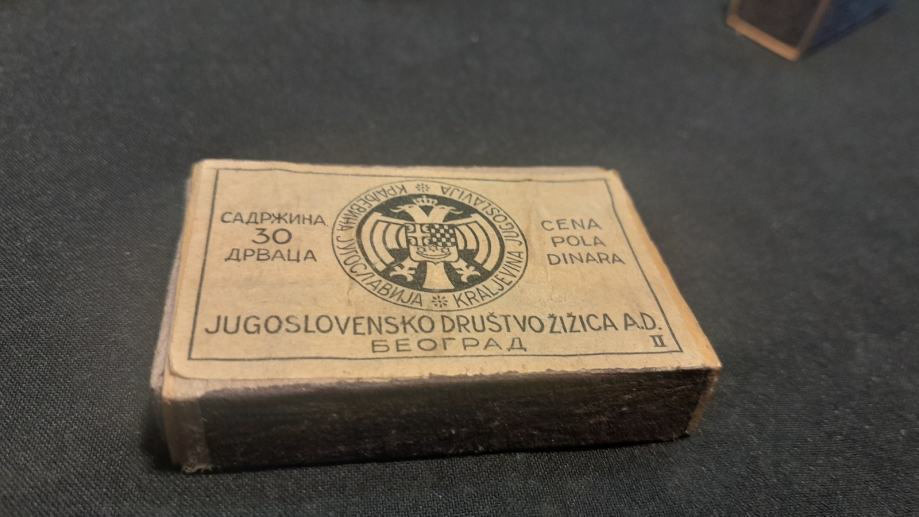 САДРЖИНА
30
ДРВАЦА
КРАЉЕВИНА ЈУГОСЛАВИЈА * KRALJEVINA JUGOSLAVIJA *
CENA
POLA
DINARA
JUGOSLOVENSKO DRUŠTVO ŽIŽICA A.D.
БЕОГРАД
II